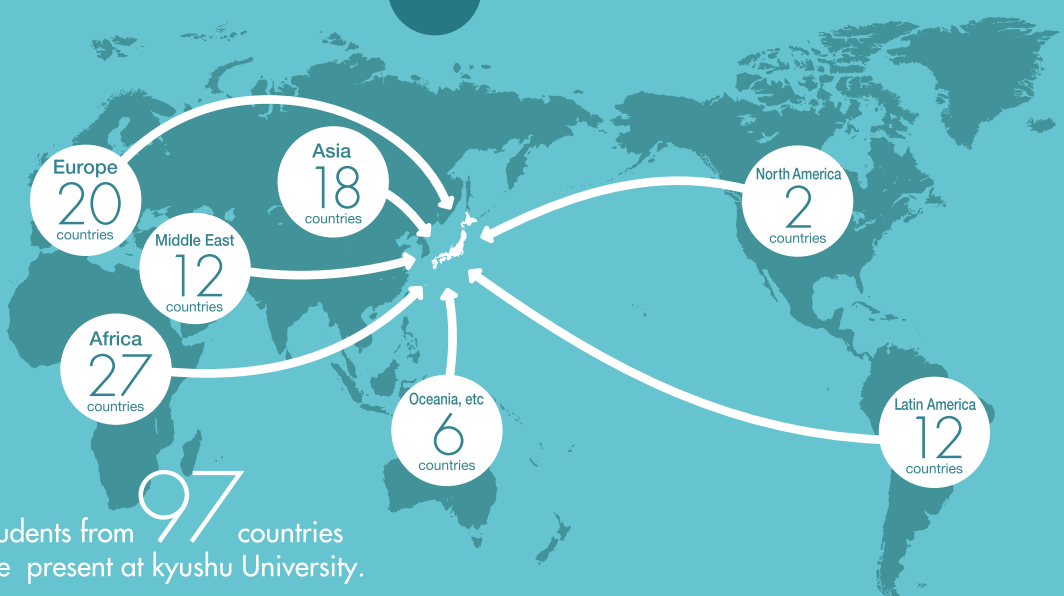 Europe
20
countries
Asia
18
countries
North America
2
countries
Middle East
12
countries
Africa
27
countries
Oceania, etc
6
countries
Latin America
12
countries
udents from 97 countries
e present at kyushu University.